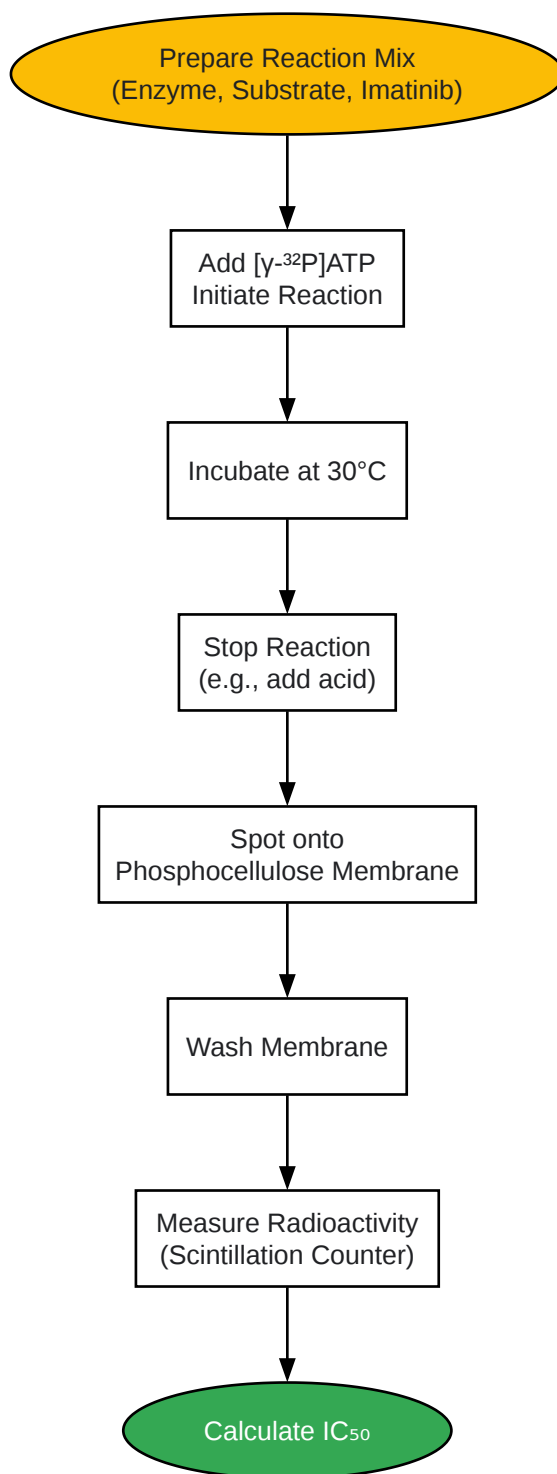 Prepare Reaction Mix
(Enzyme, Substrate, Imatinib)
Add [γ-³²P]ATP
Initiate Reaction
Incubate at 30°C
Stop Reaction
(e.g., add acid)
Spot onto
Phosphocellulose Membrane
Wash Membrane
Measure Radioactivity
(Scintillation Counter)
Calculate IC₅₀